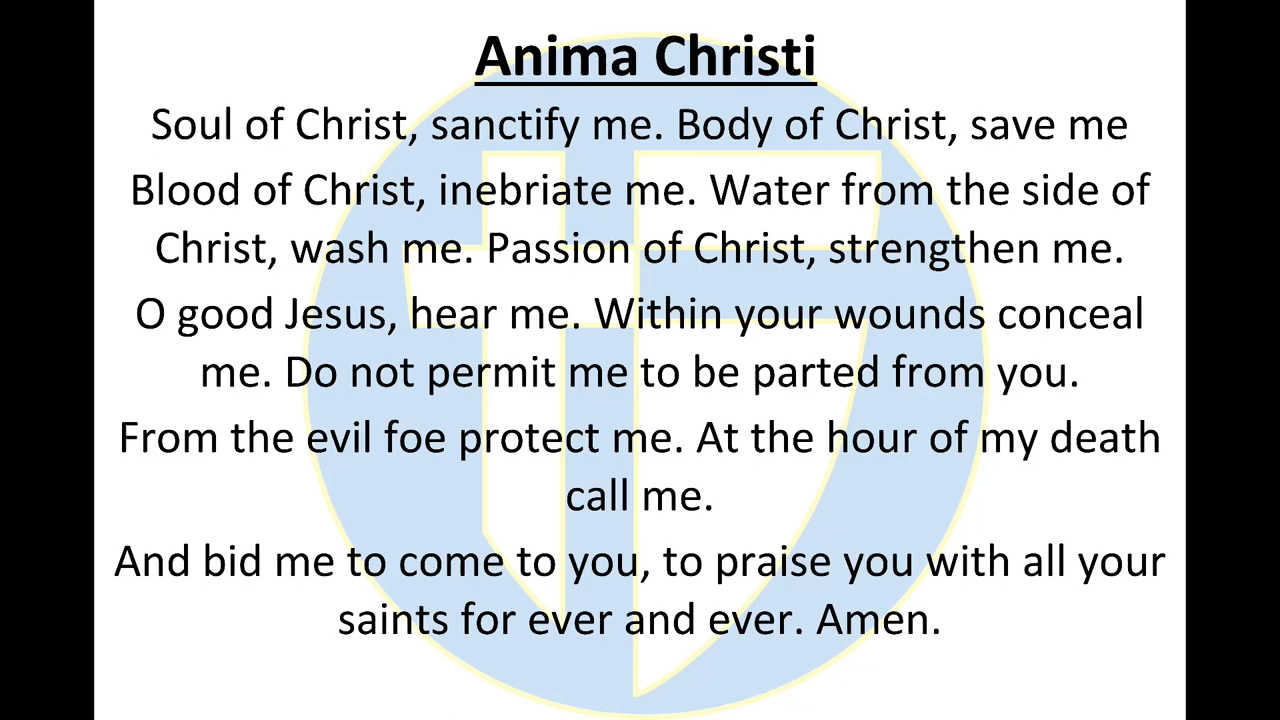 Anima Christi
Soul of Christ, sanctify me. Body of Christ, save me
Blood of Christ, inebriate me. Water from the side of
Christ, wash me. Passion of Christ, strengthen me.
O good Jesus, hear me. Within your wounds conceal
me. Do not permit me to be parted from you.
From the evil foe protect me. At the hour of my death
call me.
And bid me to come to you, to praise you with all your
saints for ever and ever. Amen.